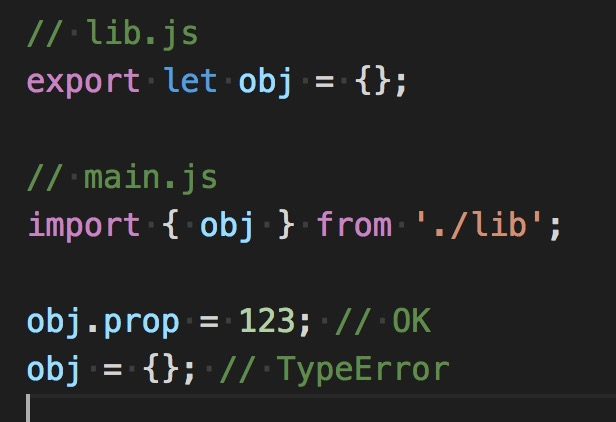 // lib.js
export let obj = {};
// main.js
import { obj } from './lib';
obj.prop = 123; // OK
obj = {}; // TypeError